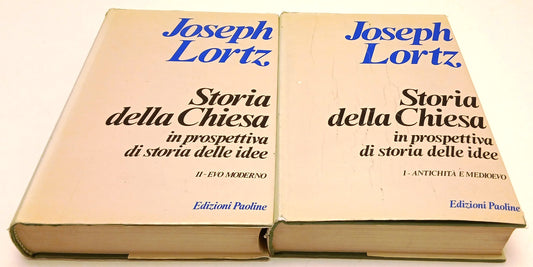 Joseph
Lortz
Storia
della Chiesa
in prospettiva
di storia delle idee
II - EVO MODERNO
Edizioni Paoline
Joseph
Lortz
Storia
della Chiesa
in prospettiva
di storia delle idee
I - ANTICHITÀ E MEDIOEVO
Edizioni Paoline